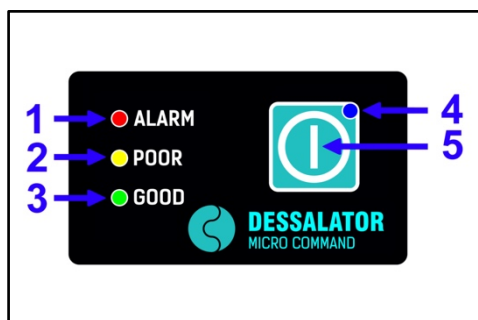 1 ALARM 4
2 POOR 5
3 GOOD
DESSALATOR
MICRO COMMAND